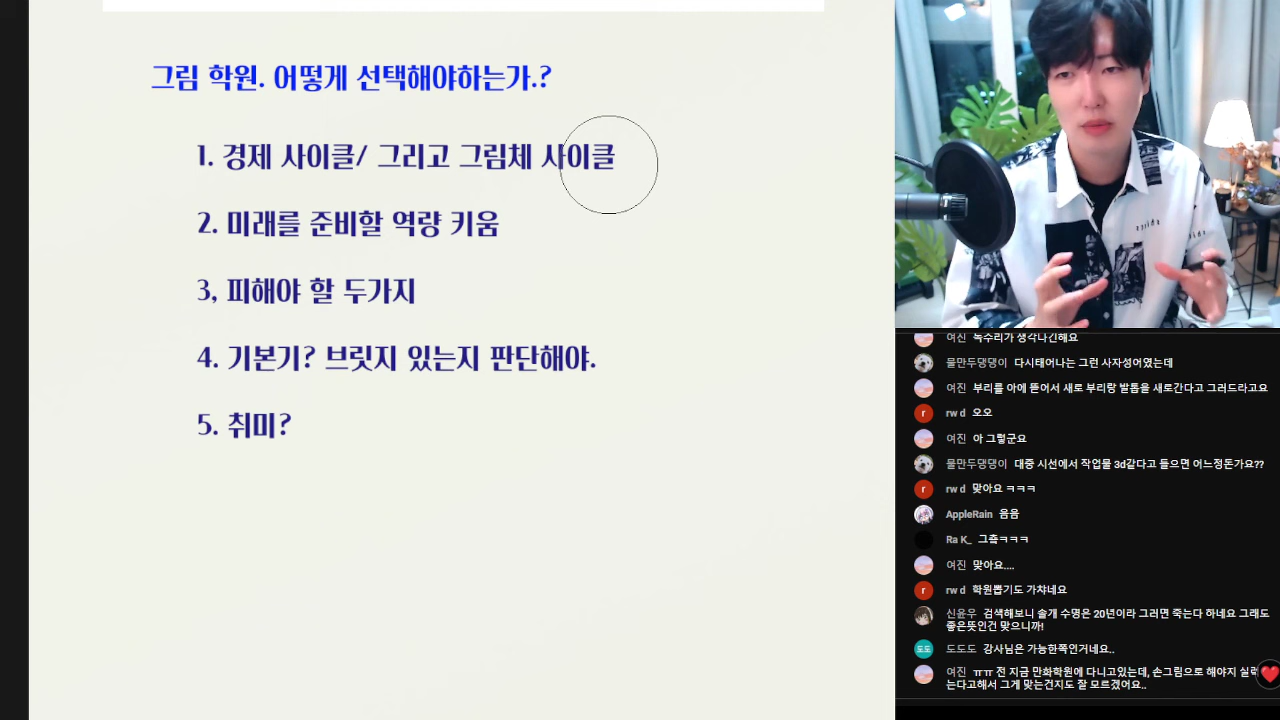 그림 학원. 어떻게 선택해야하는가.?
1. 경제 사이클/ 그리고 그림체 사이클
2. 미래를 준비할 역량 키움
3, 피해야 할 두가지
4. 기본기? 브릿지 있는지 판단해야.
5. 취미?
여진 독수리가 생각나긴해요
물만두댕댕이 다시태어나는 그런 사자성어였는데
여진 부리를 아에 뜯어서 새로 부리랑 발톱을 새로간다고 그러드라고요
r rw d 오오
여진 아 그렇군요
물만두댕댕이 대중 시선에서 작업물 3d같다고 들으면 어느정돈가요??
r rw d 맞아요 ㅋㅋㅋ
AppleRain 음음
Ra K_ 그춐ㅋㅋㅋ
여진 맞아요....
r rw d 학원뽑기도 가챠네요
신윤우 검색해보니 솔개 수명은 20년이라 그러면 죽는다 하네요 그래도
좋은뜻인건 맞으니까!
도도 도도도 강사님은 가능한쪽인거네요..
여진 ㅠㅠ 전 지금 만화학원에 다니고있는데, 손그림으로 해야지
는다고해서 그게 맞는건지도 잘 모르겠어요..